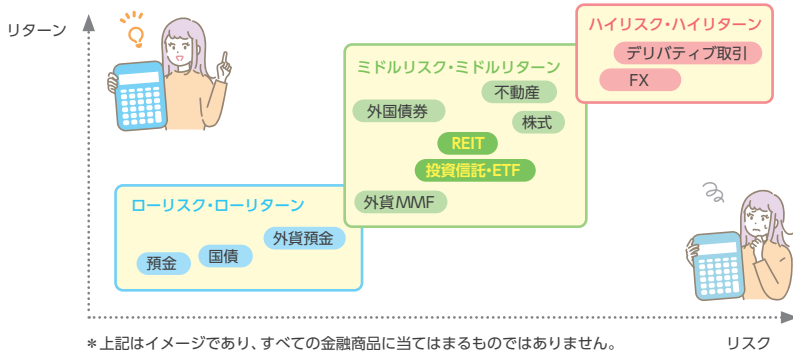 リターン
ハイリスク・ハイリターン
デリバティブ取引
FX
ミドルリスク・ミドルリターン
不動産
外国債券
株式
REIT
投資信託・ETF
外貨MMF
ローリスク・ローリターン
外貨預金
国債
預金
＊上記はイメージであり、すべての金融商品に当てはまるものではありません。
リスク